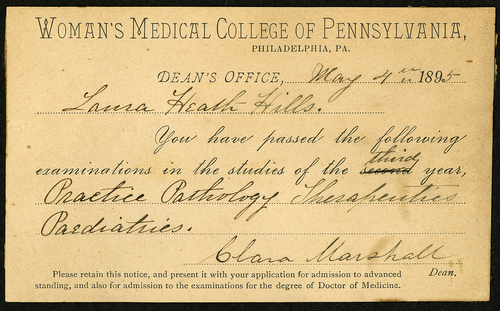 WOMAN'S MEDICAL COLLEGE OF PENNSYLVANIA,
PHILADELPHIA, PA.
DEAN'S OFFICE, May 4th 1895
Laura Heath Hills.
You have passed the following
third
examinations in the studies of the second year,
Practice Pathology Therapeutics
Paediatrics.
Clara Marshall
Dean.
Please retain this notice, and present it with your application for admission to advanced
standing, and also for admission to the examinations for the degree of Doctor of Medicine.